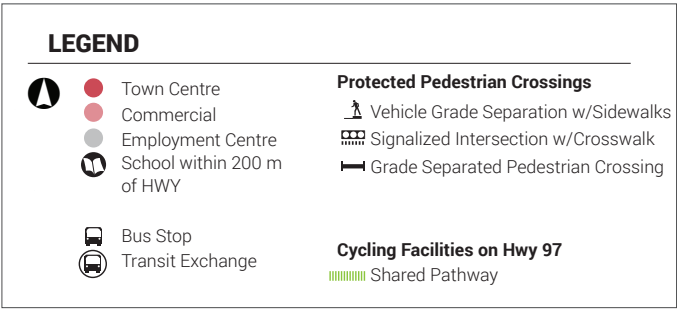 LEGEND
Town Centre
Commercial
Employment Centre
School within 200 m
of HWY
Bus Stop
Transit Exchange
Protected Pedestrian Crossings
Vehicle Grade Separation w/Sidewalks
Signalized Intersection w/Crosswalk
Grade Separated Pedestrian Crossing
Cycling Facilities on Hwy 97
Shared Pathway